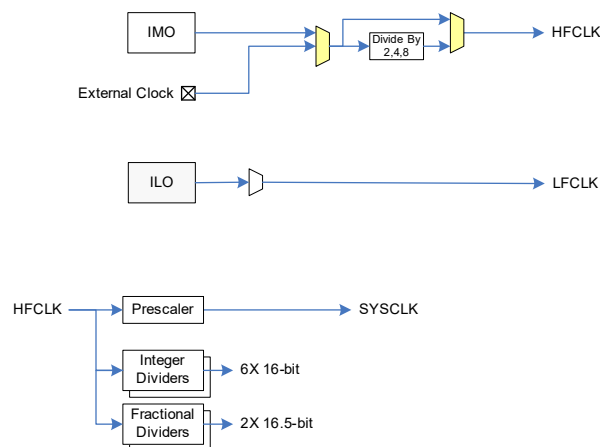 IMO
Divide By
2,4,8
HFCLK
External Clock
ILO
LFCLK
HFCLK
Prescaler
SYSCLK
Integer
Dividers
6X 16-bit
Fractional
Dividers
2X 16.5-bit